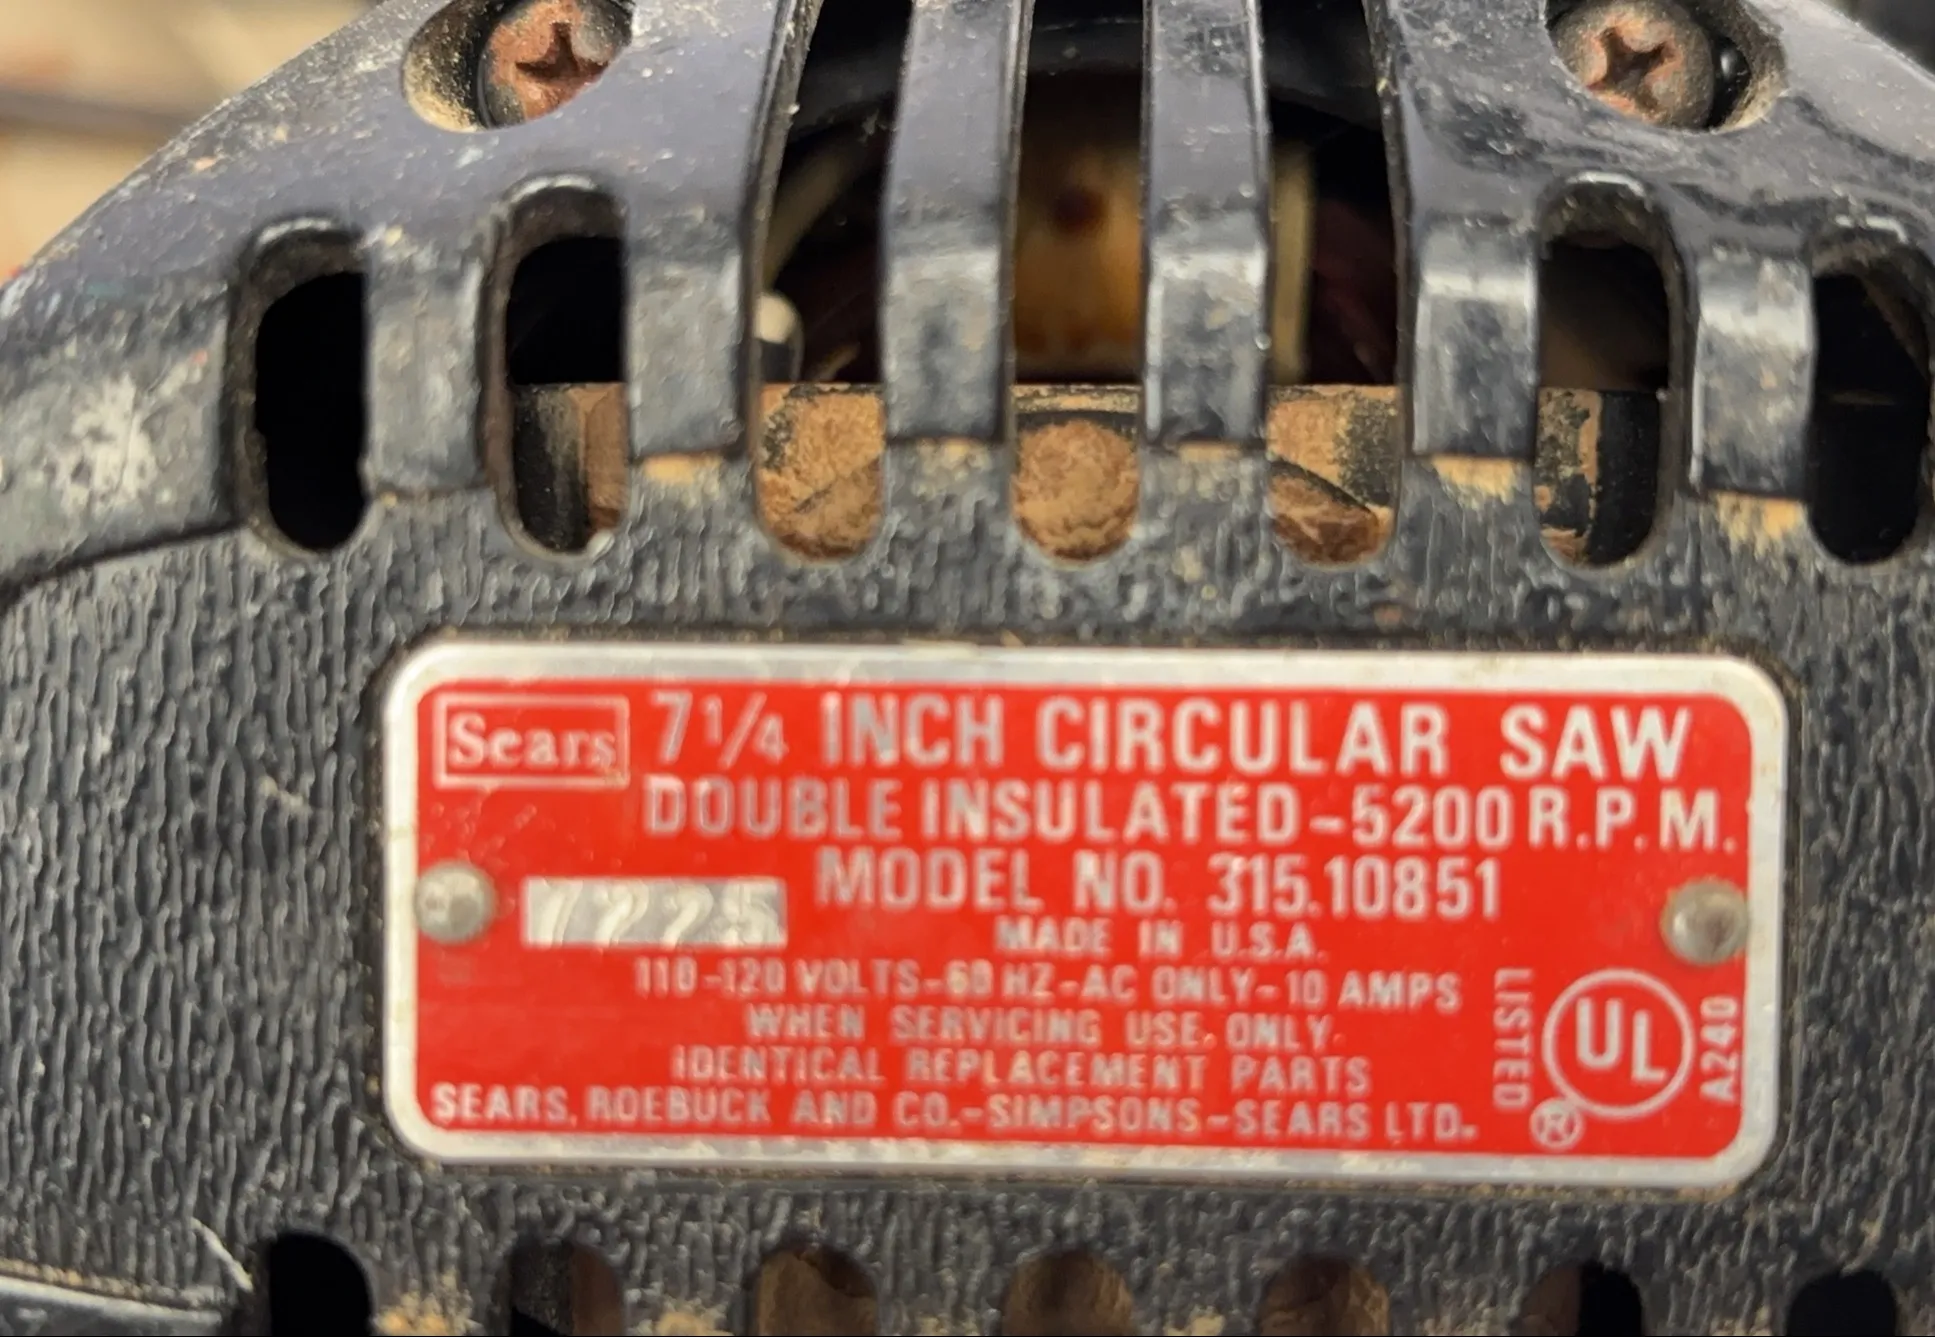 Sears 7 1/4 INCH CIRCULAR SAW
DOUBLE INSULATED-5200 R.P.M.
MODEL NO. 315.10851
7225
MADE IN U.S.A.
110-120 VOLTS-60 HZ-AC ONLY-10 AMPS
WHEN SERVICING USE ONLY
IDENTICAL REPLACEMENT PARTS
SEARS, ROEBUCK AND CO.-SIMPSONS-SEARS LTD.
LISTED
UL
®
A240